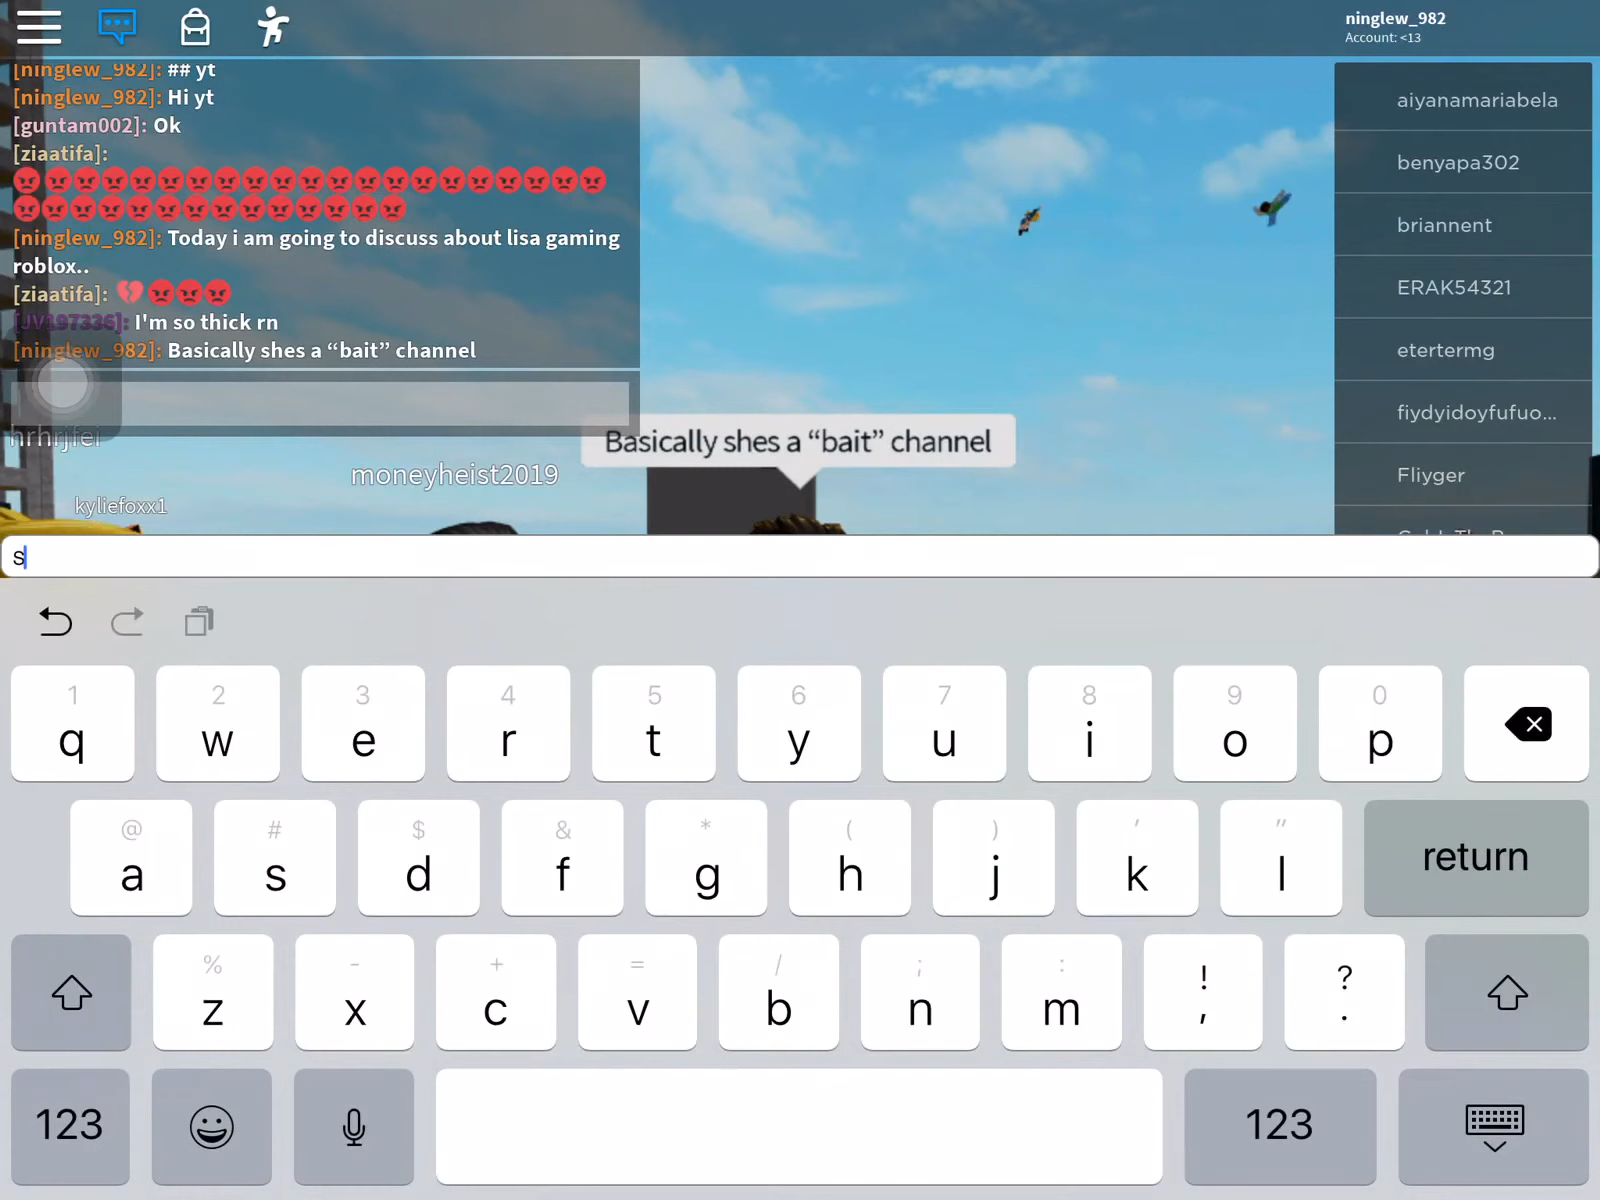 ninglew_982
Account: <13
[ninglew_982]: ## yt
[ninglew_982]: Hi yt
[guntam002]: Ok
[ziaatifa]:
😡😡😡😡😡😡😡😡😡😡😡😡😡😡😡😡😡😡😡😡😡
😡😡😡😡😡😡😡😡😡😡😡😡😡😡
[ninglew_982]: Today i am going to discuss about lisa gaming
roblox..
[ziaatifa]: 💔😡😡😡
[JV197336]: I'm so thick rn
[ninglew_982]: Basically shes a “bait” channel
aiyanamariabela
benyapa302
briannent
ERAK54321
etertermg
fiydyidoyfufuo...
Fliyger
hrhrjfei
Basically shes a “bait” channel
moneyheist2019
kyliefoxx1
s
1 2 3 4 5 6 7 8 9 0
q w e r t y u i o p
@ # $ & * ( ) ' "
a s d f g h j k l return
% - + = / ; : ! ?
z x c v b n m , .
123 123